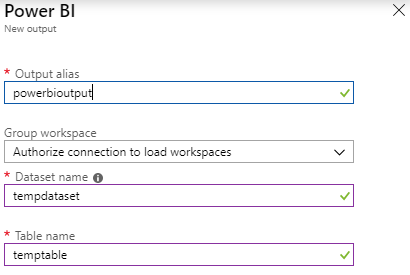 Power BI
New output
* Output alias
powerbioutput
Group workspace
Authorize connection to load workspaces
* Dataset name
tempdataset
* Table name
temptable